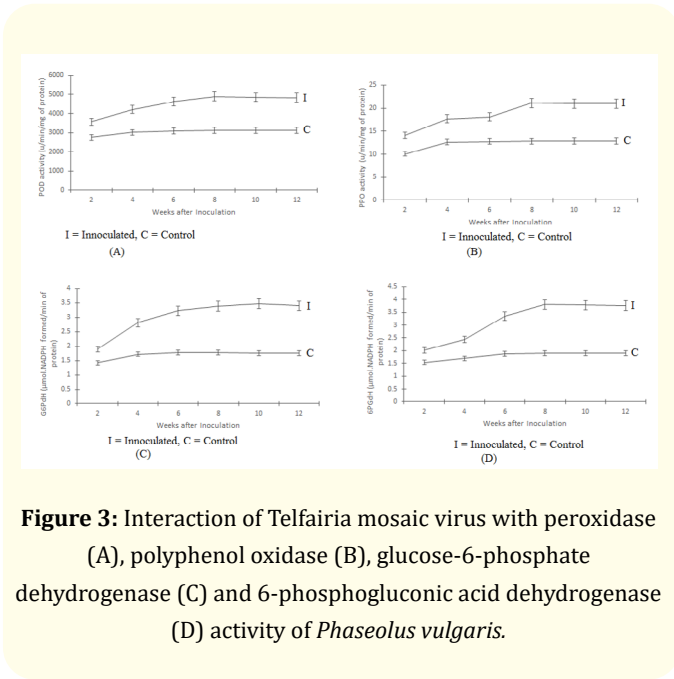 POD activity (u/min/mg of protein)
6000
5000
4000
3000
2000
1000
0
I
C
2 4 6 8 10 12
Weeks after Inoculation
I = Innoculated, C = Control
(A)
PFO activity (u/min/mg of protein)
25
20
15
10
5
0
I
C
2 4 6 8 10 12
Weeks after Inoculation
I = Innoculated, C = Control
(B)
G6PdH (µmol.NADPH formed/min of
protein)
4
3.5
3
2.5
2
1.5
1
0.5
0
I
C
2 4 6 8 10 12
Weeks after Inoculation
I = Innoculated, C = Control
(C)
6PGdH (µmol.NADPH formed/min of
protein)
4.5
4
3.5
3
2.5
2
1.5
1
0.5
0
I
C
2 4 6 8 10 12
Weeks after Inoculation
I = Innoculated, C = Control
(D)
Figure 3: Interaction of Telfairia mosaic virus with peroxidase
(A), polyphenol oxidase (B), glucose-6-phosphate
dehydrogenase (C) and 6-phosphogluconic acid dehydrogenase
(D) activity of Phaseolus vulgaris.